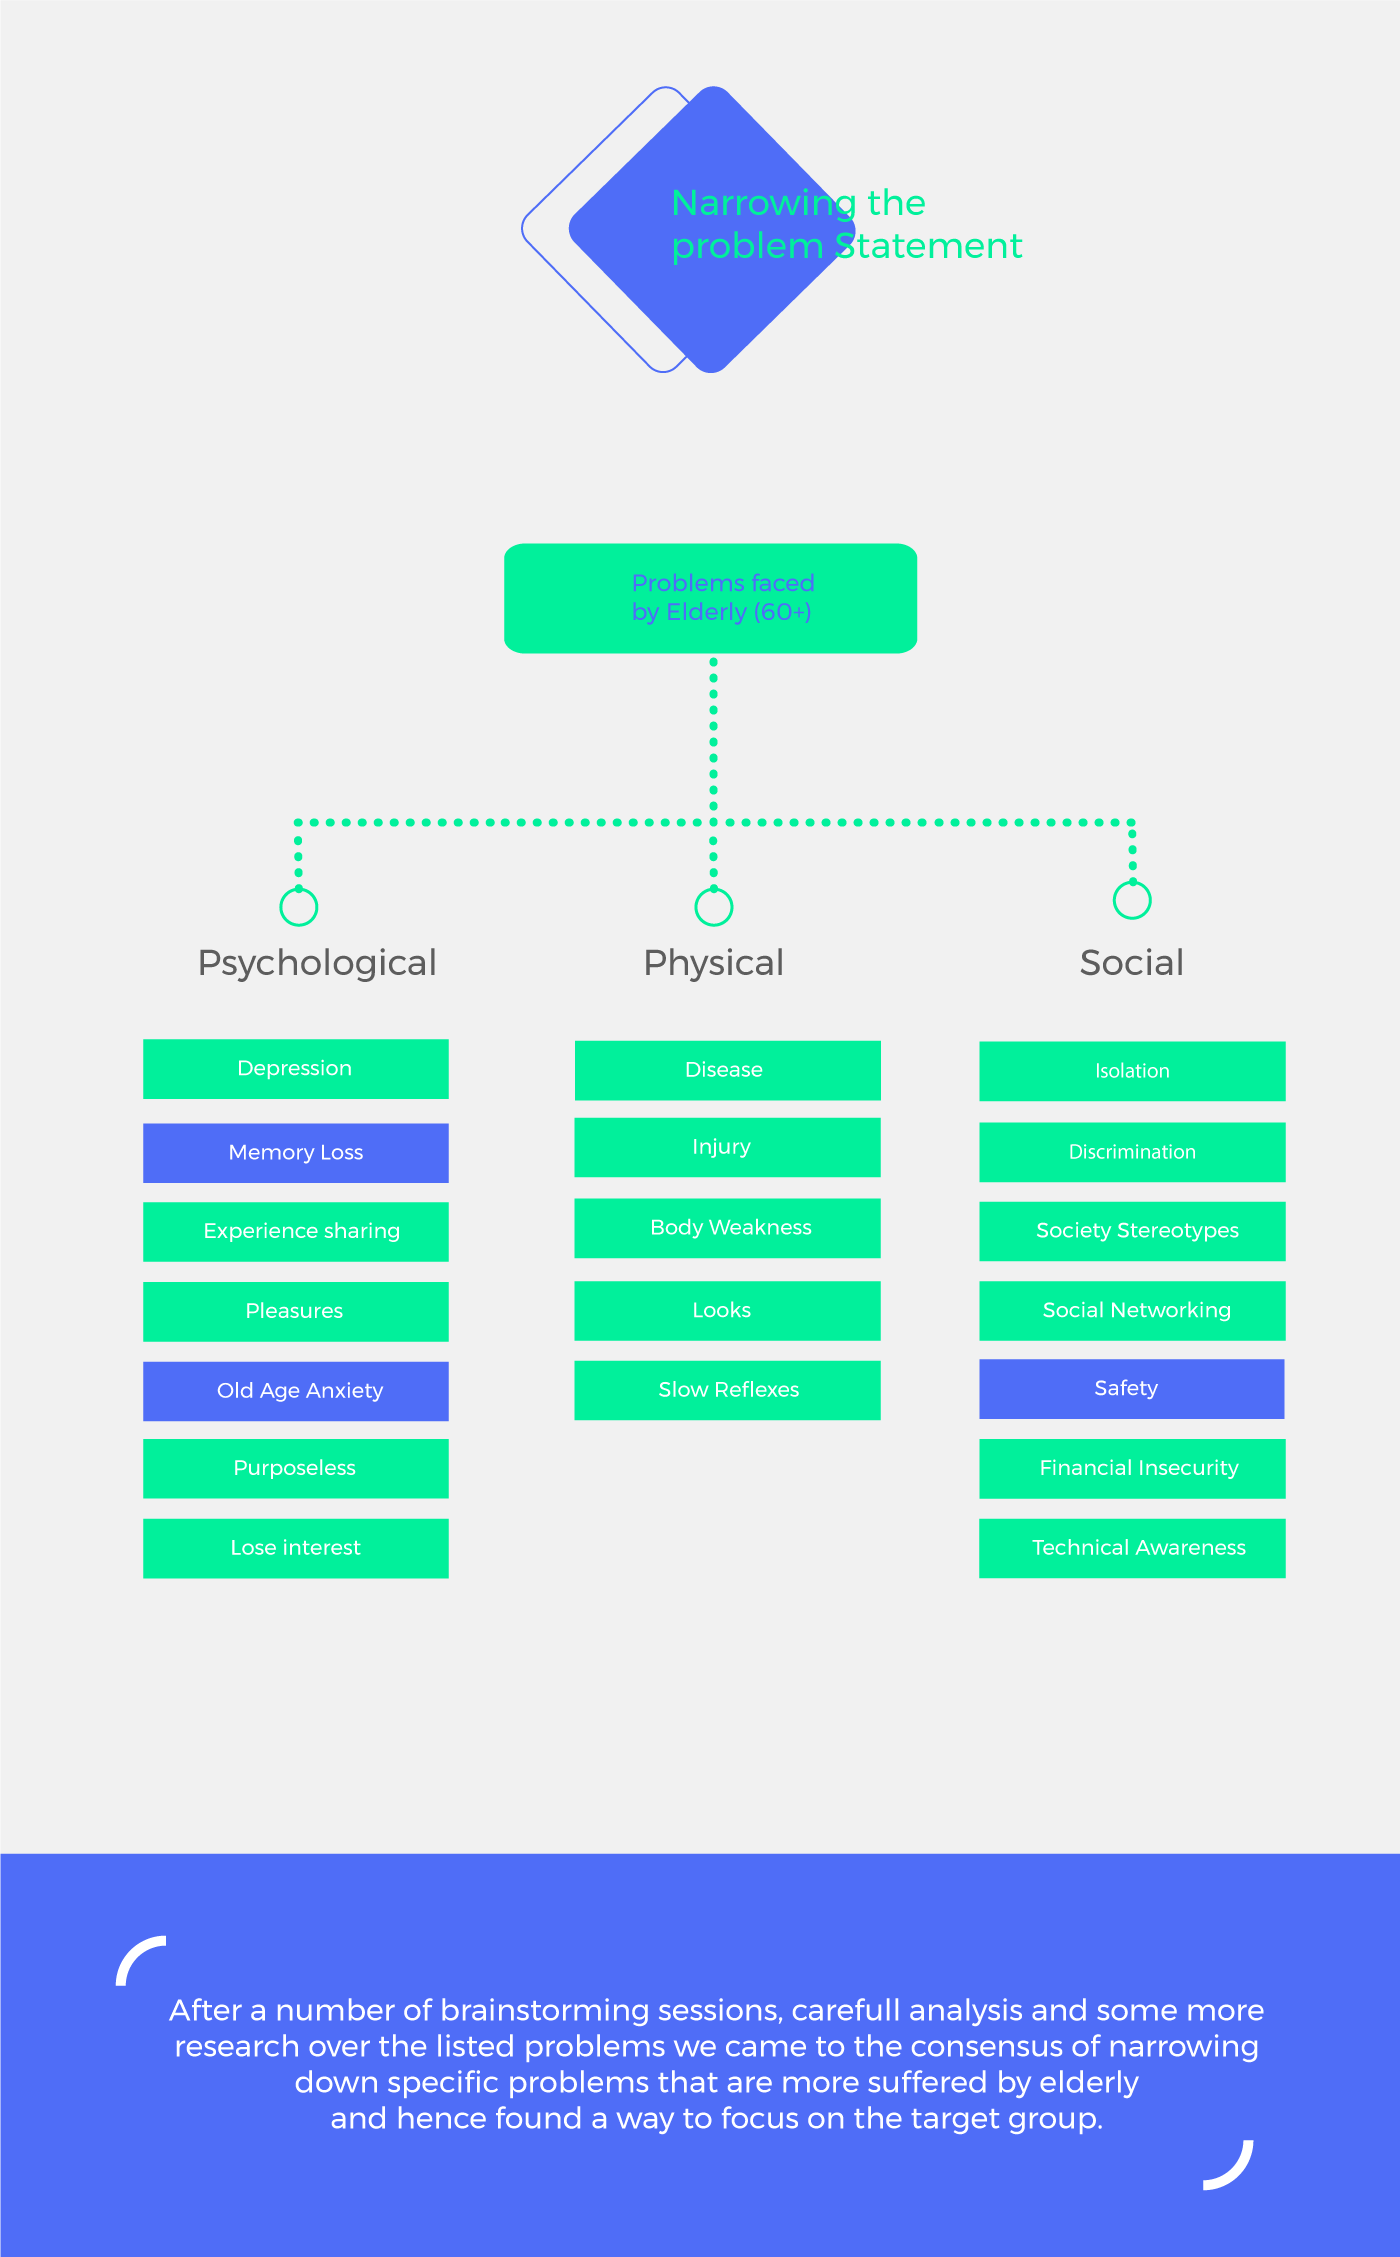 Narrowing the
problem Statement
Problems faced
by Elderly (60+)
Psychological
Physical
Social
Depression
Memory Loss
Experience sharing
Pleasures
Old Age Anxiety
Purposeless
Lose interest
Disease
Injury
Body Weakness
Looks
Slow Reflexes
Isolation
Discrimination
Society Stereotypes
Social Networking
Safety
Financial Insecurity
Technical Awareness
After a number of brainstorming sessions, carefull analysis and some more
research over the listed problems we came to the consensus of narrowing
down specific problems that are more suffered by elderly
and hence found a way to focus on the target group.